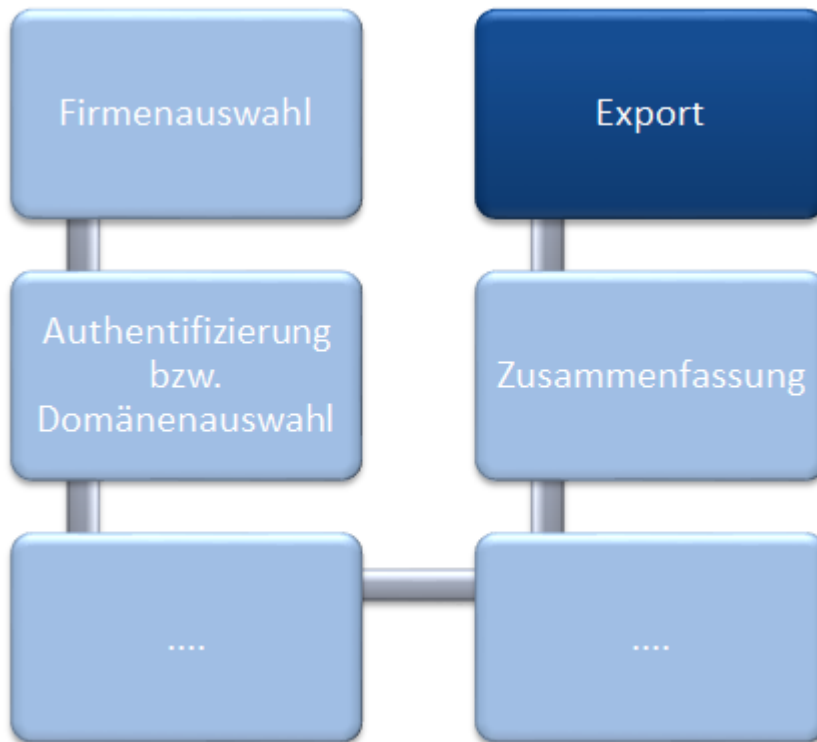 Firmenauswahl
Authentifizierung
bzw.
Domänenauswahl
....
....
Zusammenfassung
Export